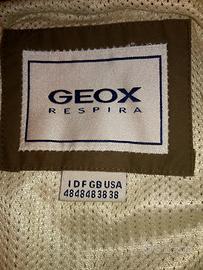 GEOX
RESPIRA
I D F GB USA
48 48 48 38 38